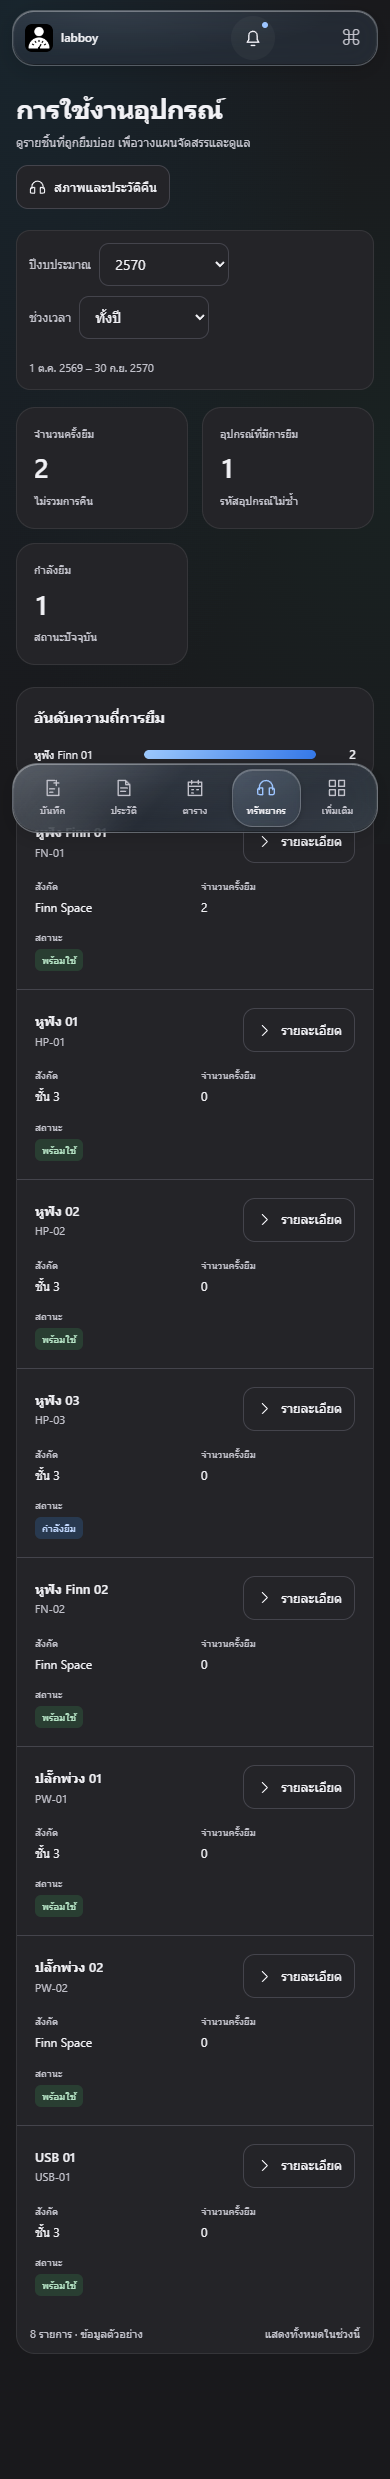 labboy
การใช้งานอุปกรณ์
ดูรายชิ้นที่ถูกยืมบ่อย เพื่อวางแผนจัดสรรและดูแล
สภาพและประวัติคืน
ปีงบประมาณ 2570
ช่วงเวลา ทั้งปี
1 ต.ค. 2569 – 30 ก.ย. 2570
จำนวนครั้งยืม
2
ไม่รวมการคืน
อุปกรณ์ที่มีการยืม
1
รหัสอุปกรณ์ไม่ซ้ำ
กำลังยืม
1
สถานะปัจจุบัน
อันดับความถี่การยืม
หูฟัง Finn 01 2
บันทึก ประวัติ ตาราง ทรัพยากร เพิ่มเติม
หูฟัง Finn 01
FN-01
รายละเอียด
สังกัด จำนวนครั้งยืม
Finn Space 2
สถานะ
พร้อมใช้
หูฟัง 01
HP-01
รายละเอียด
สังกัด จำนวนครั้งยืม
ชั้น 3 0
สถานะ
พร้อมใช้
หูฟัง 02
HP-02
รายละเอียด
สังกัด จำนวนครั้งยืม
ชั้น 3 0
สถานะ
พร้อมใช้
หูฟัง 03
HP-03
รายละเอียด
สังกัด จำนวนครั้งยืม
ชั้น 3 0
สถานะ
กำลังยืม
หูฟัง Finn 02
FN-02
รายละเอียด
สังกัด จำนวนครั้งยืม
Finn Space 0
สถานะ
พร้อมใช้
ปลั๊กพ่วง 01
PW-01
รายละเอียด
สังกัด จำนวนครั้งยืม
ชั้น 3 0
สถานะ
พร้อมใช้
ปลั๊กพ่วง 02
PW-02
รายละเอียด
สังกัด จำนวนครั้งยืม
Finn Space 0
สถานะ
พร้อมใช้
USB 01
USB-01
รายละเอียด
สังกัด จำนวนครั้งยืม
ชั้น 3 0
สถานะ
พร้อมใช้
8 รายการ · ข้อมูลตัวอย่าง แสดงทั้งหมดในช่วงนี้